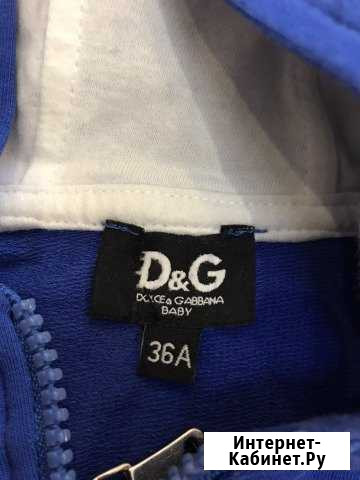 D&G
DOLCE & GABBANA
BABY
36A
Интернет-
Кабинет.Ру